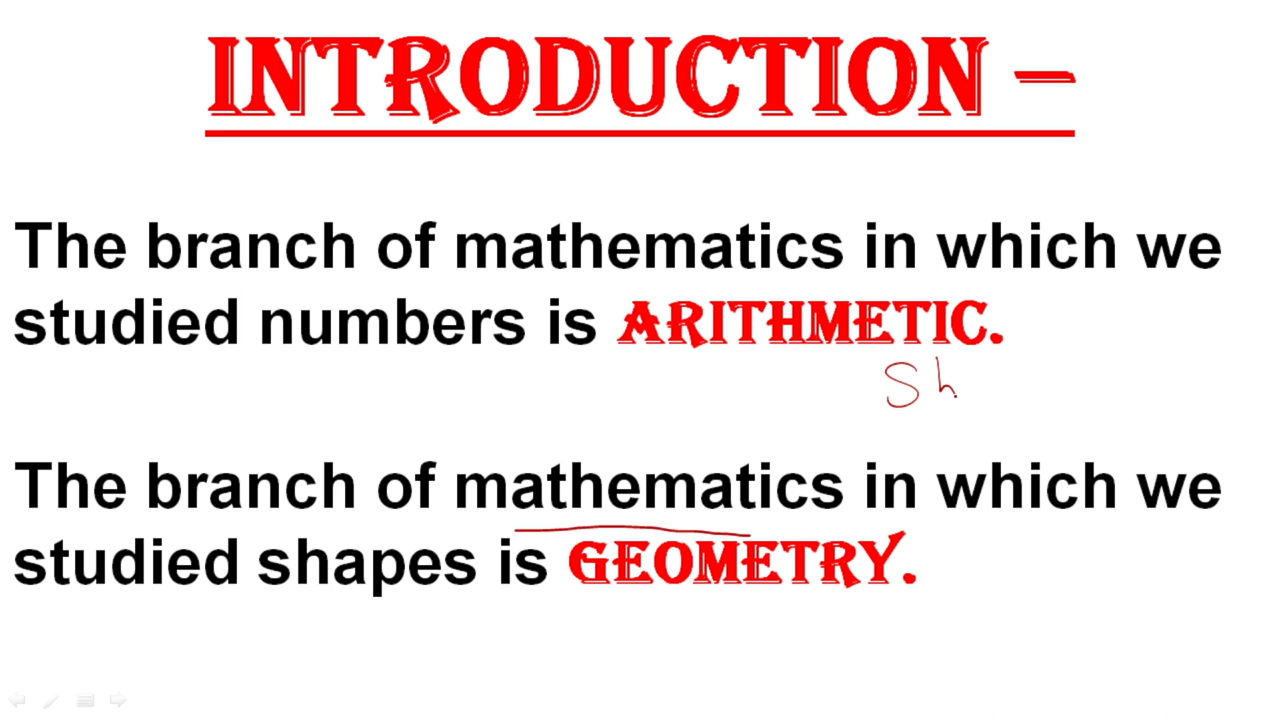 INTRODUCTION –
The branch of mathematics in which we
studied numbers is ARITHMETIC.
Sh
The branch of mathematics in which we
studied shapes is GEOMETRY.